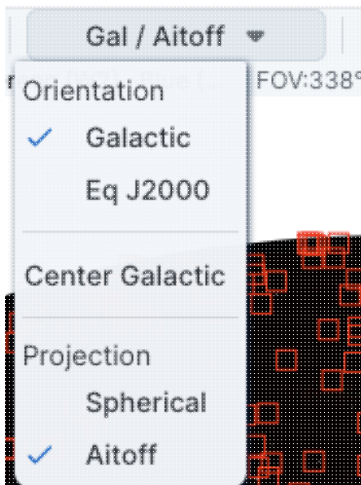 Gal / Aitoff
FOV:338°
Orientation
Galactic
Eq J2000
Center Galactic
Projection
Spherical
Aitoff